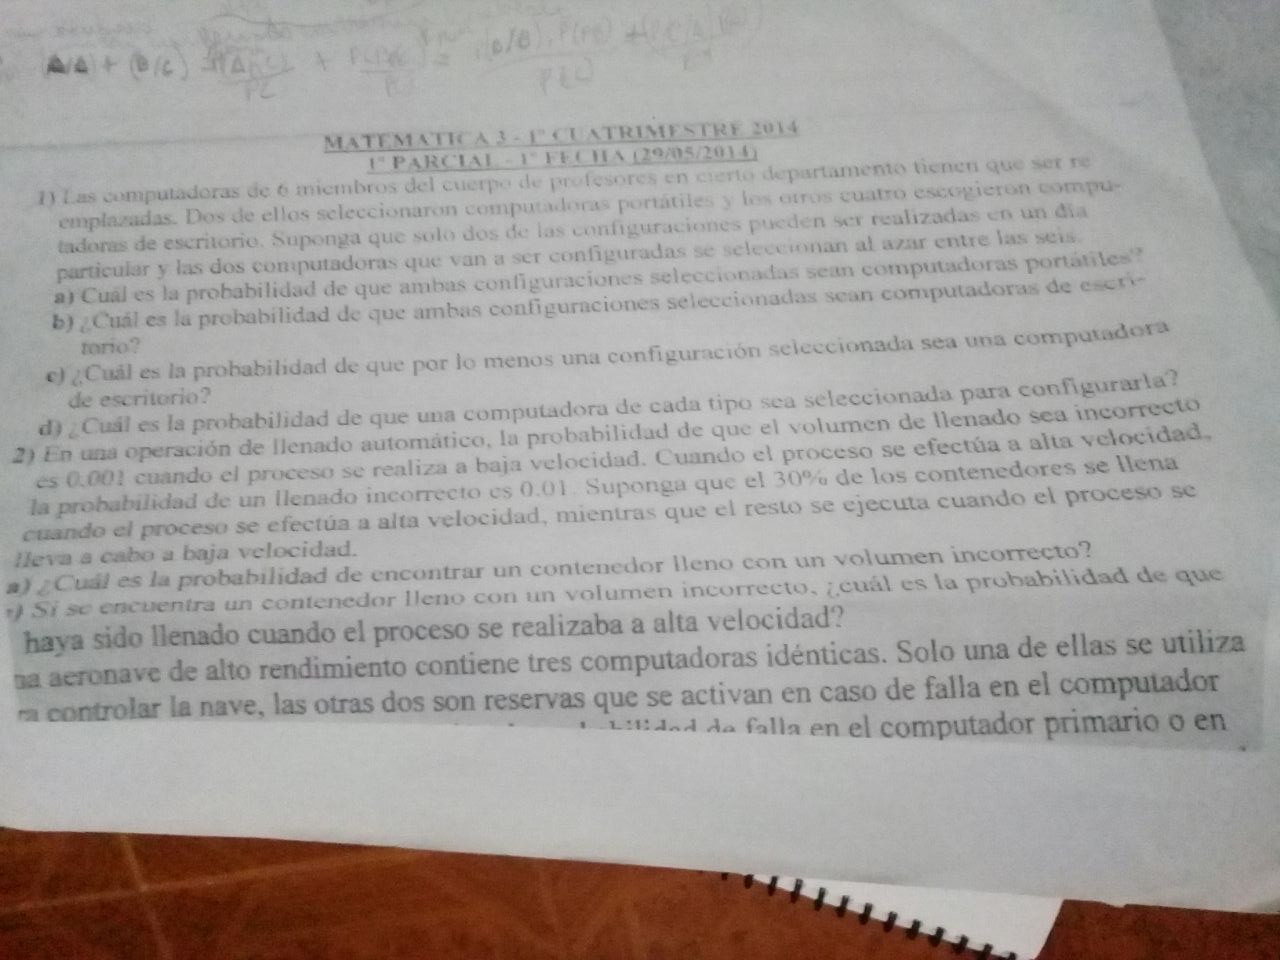 MATEMATICA 3 - 1° CUATRIMESTRE 2014
1° PARCIAL - 1° FECHA (29/05/2014)
1) Las computadoras de 6 miembros del cuerpo de profesores en cierto departamento tienen que ser re
emplazadas. Dos de ellos seleccionaron computadoras portátiles y los otros cuatro escogieron compu-
tadoras de escritorio. Suponga que solo dos de las configuraciones pueden ser realizadas en un día
particular y las dos computadoras que van a ser configuradas se seleccionan al azar entre las seis.
a) Cuál es la probabilidad de que ambas configuraciones seleccionadas sean computadoras portátiles?
b) ¿Cuál es la probabilidad de que ambas configuraciones seleccionadas sean computadoras de escri-
torio?
c) ¿Cuál es la probabilidad de que por lo menos una configuración seleccionada sea una computadora
de escritorio?
d) ¿Cuál es la probabilidad de que una computadora de cada tipo sea seleccionada para configurarla?
2) En una operación de llenado automático, la probabilidad de que el volumen de llenado sea incorrecto
es 0.001 cuando el proceso se realiza a baja velocidad. Cuando el proceso se efectúa a alta velocidad,
la probabilidad de un llenado incorrecto es 0.01. Suponga que el 30% de los contenedores se llena
cuando el proceso se efectúa a alta velocidad, mientras que el resto se ejecuta cuando el proceso se
lleva a cabo a baja velocidad.
a) ¿Cuál es la probabilidad de encontrar un contenedor lleno con un volumen incorrecto?
) Si se encuentra un contenedor lleno con un volumen incorrecto, ¿cuál es la probabilidad de que
haya sido llenado cuando el proceso se realizaba a alta velocidad?
na aeronave de alto rendimiento contiene tres computadoras idénticas. Solo una de ellas se utiliza
ra controlar la nave, las otras dos son reservas que se activan en caso de falla en el computador
de falla en el computador primario o en